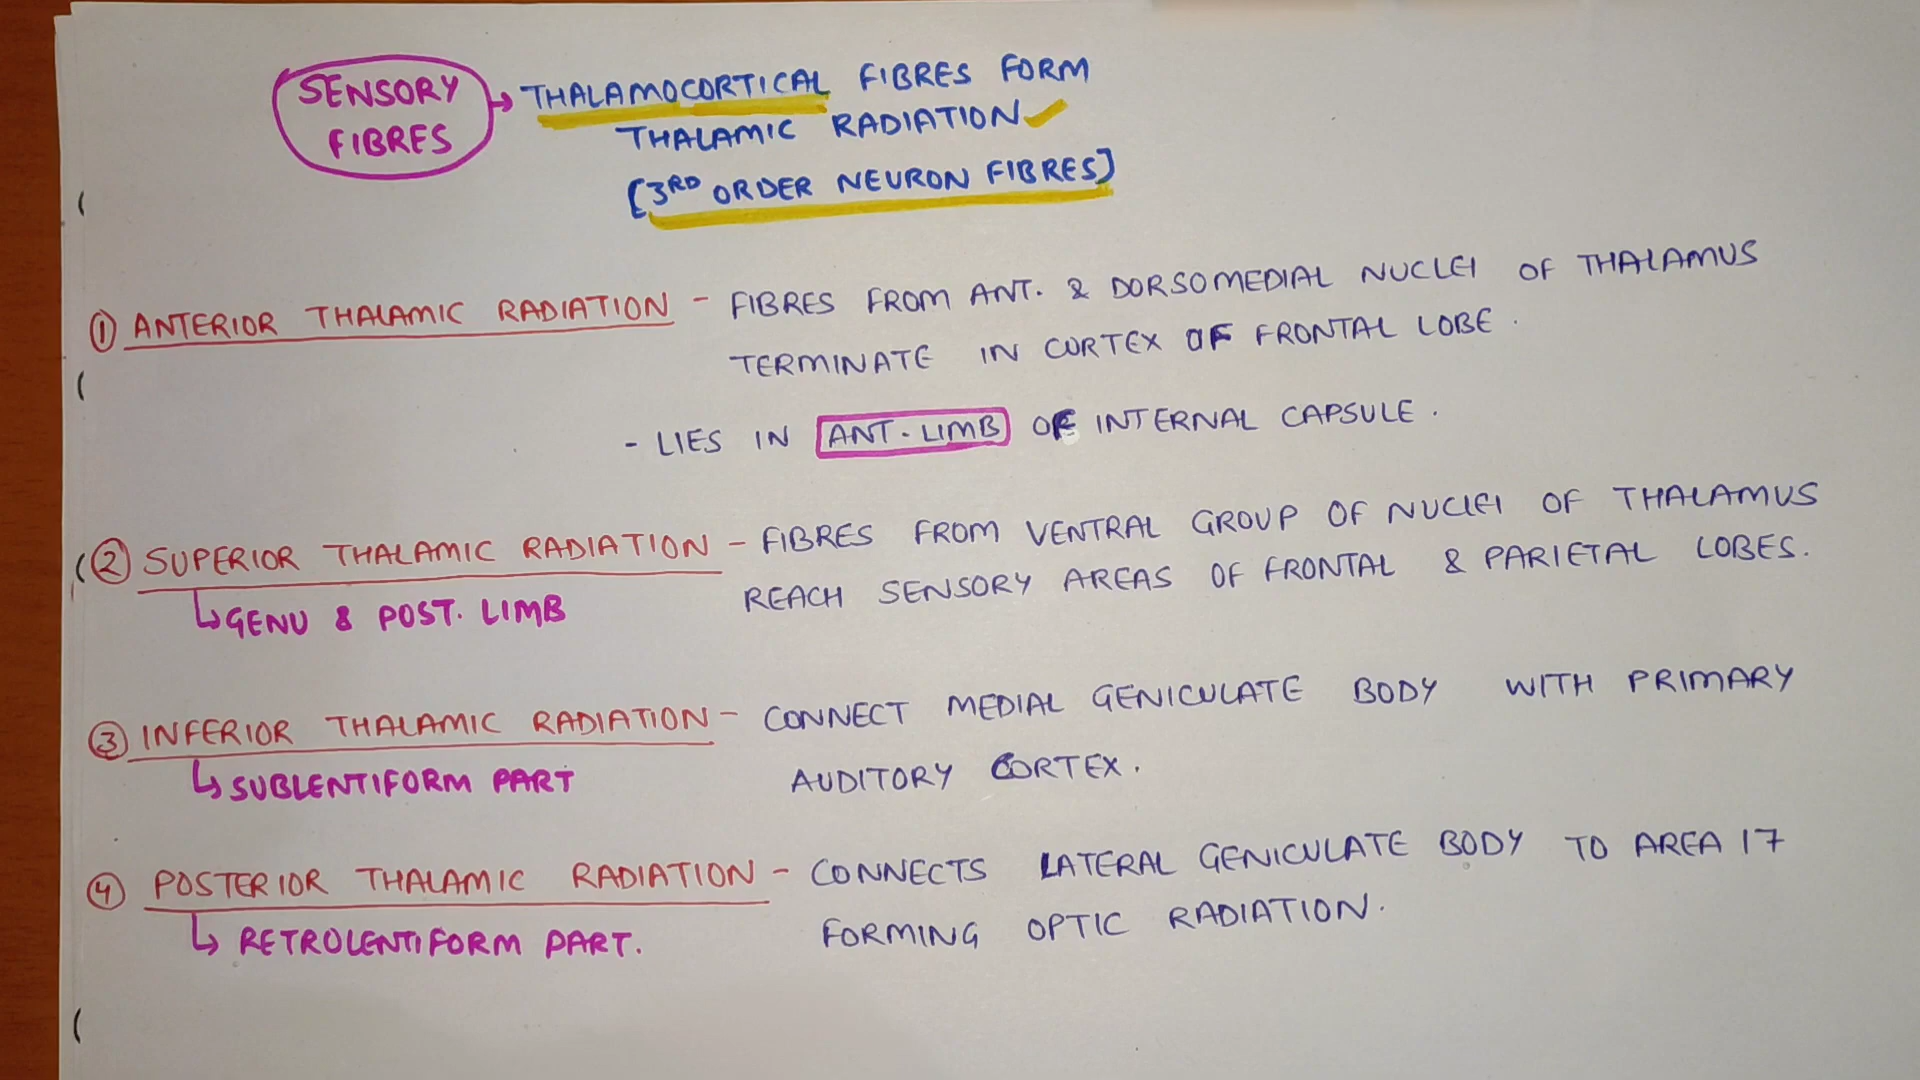 SENSORY FIBRES → THALAMOCORTICAL FIBRES FORM
THALAMIC RADIATION
[3RD ORDER NEURON FIBRES]
① ANTERIOR THALAMIC RADIATION - FIBRES FROM ANT. & DORSOMEDIAL NUCLEI OF THALAMUS
TERMINATE IN CORTEX OF FRONTAL LOBE.
- LIES IN ANT. LIMB OF INTERNAL CAPSULE.
② SUPERIOR THALAMIC RADIATION - FIBRES FROM VENTRAL GROUP OF NUCLEI OF THALAMUS
↳ GENU & POST. LIMB REACH SENSORY AREAS OF FRONTAL & PARIETAL LOBES.
③ INFERIOR THALAMIC RADIATION - CONNECT MEDIAL GENICULATE BODY WITH PRIMARY
↳ SUBLENTIFORM PART AUDITORY CORTEX.
④ POSTERIOR THALAMIC RADIATION - CONNECTS LATERAL GENICULATE BODY TO AREA 17
↳ RETROLENTIFORM PART. FORMING OPTIC RADIATION.